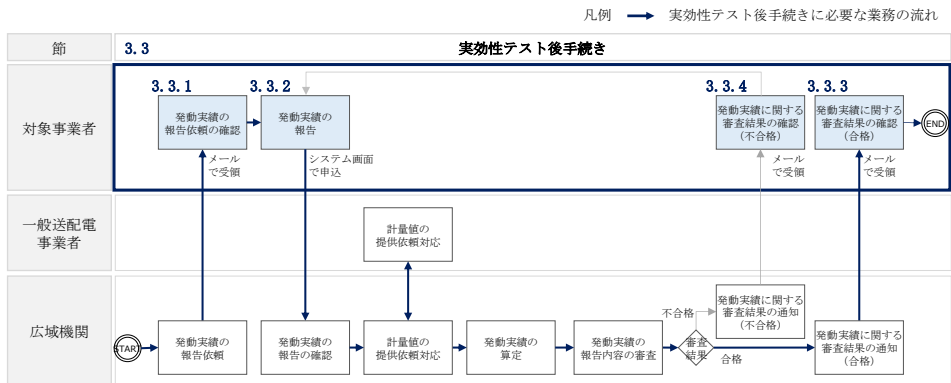 凡例 実効性テスト後手続きに必要な業務の流れ
節
3.3
実効性テスト後手続き
対象事業者
3.3.1
発動実績の
報告依頼の確認
メール
で受領
3.3.2
発動実績の
報告
システム画面
で申込
3.3.4
発動実績に関する
審査結果の確認
(不合格)
メール
で受領
3.3.3
発動実績に関する
審査結果の確認
(合格)
メール
で受領
END
一般送配電
事業者
計量値の
提供依頼対応
広域機関
START
発動実績の
報告依頼
発動実績の
報告の確認
計量値の
提供依頼対応
発動実績の
算定
発動実績の
報告内容の審査
審査
結果
不合格
発動実績に関する
審査結果の通知
(不合格)
合格
発動実績に関する
審査結果の通知
(合格)